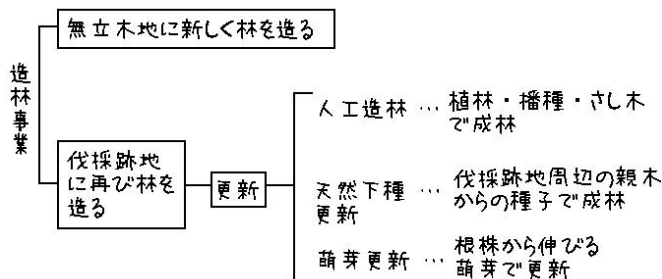 造林事業
無立木地に新しく林を造る
伐採跡地
に再び林を
造る
更新
人工造林 … 植林・播種・さし木
で成林
天然下種 … 伐採跡地周辺の親木
更新 からの種子で成林
萌芽更新 … 根株から伸びる
萌芽で更新